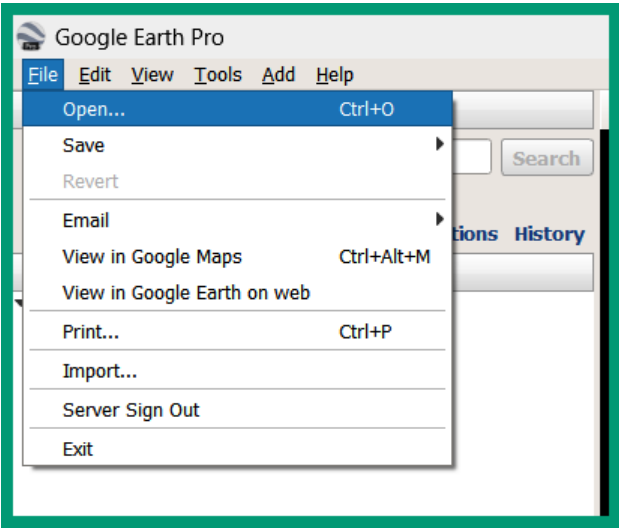 Google Earth Pro
File Edit View Tools Add Help
Open... Ctrl+O
Save
Search
Revert
Email
tions History
View in Google Maps Ctrl+Alt+M
View in Google Earth on web
Print... Ctrl+P
Import...
Server Sign Out
Exit